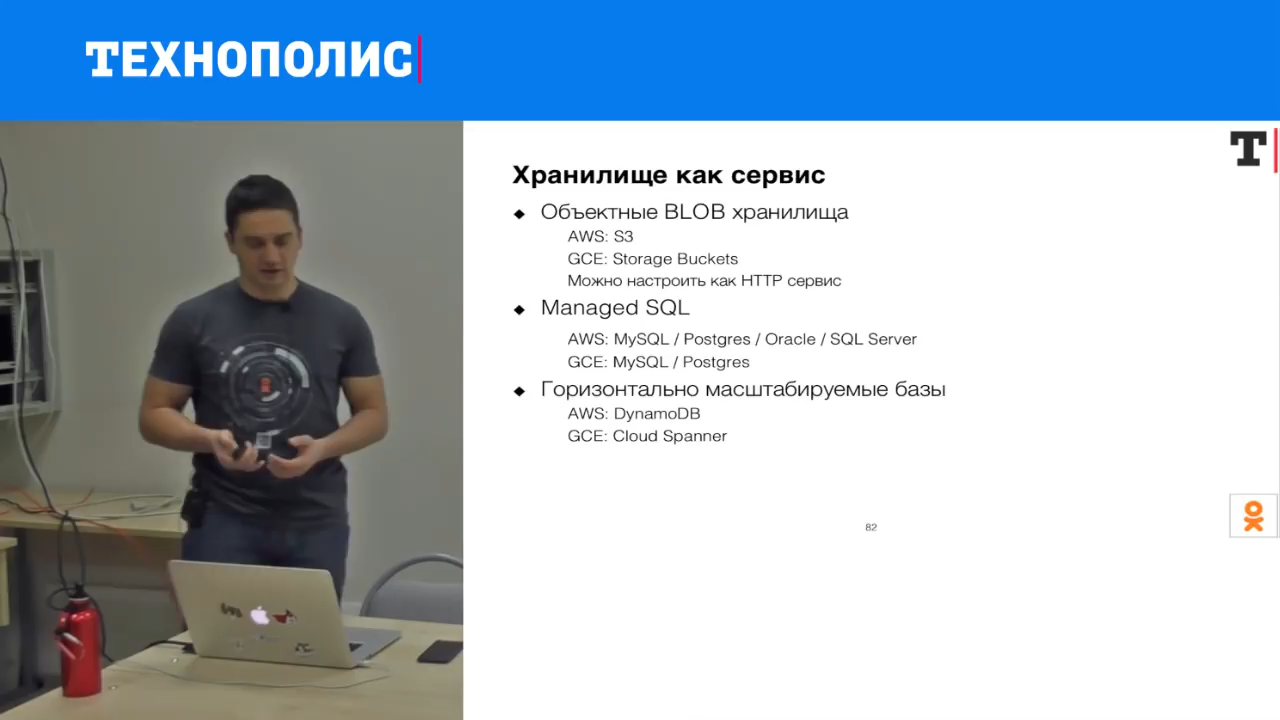 ТЕХНОПОЛИС
Т
Хранилище как сервис
◆ Объектные BLOB хранилища
AWS: S3
GCE: Storage Buckets
Можно настроить как HTTP сервис
◆ Managed SQL
AWS: MySQL / Postgres / Oracle / SQL Server
GCE: MySQL / Postgres
◆ Горизонтально масштабируемые базы
AWS: DynamoDB
GCE: Cloud Spanner
82